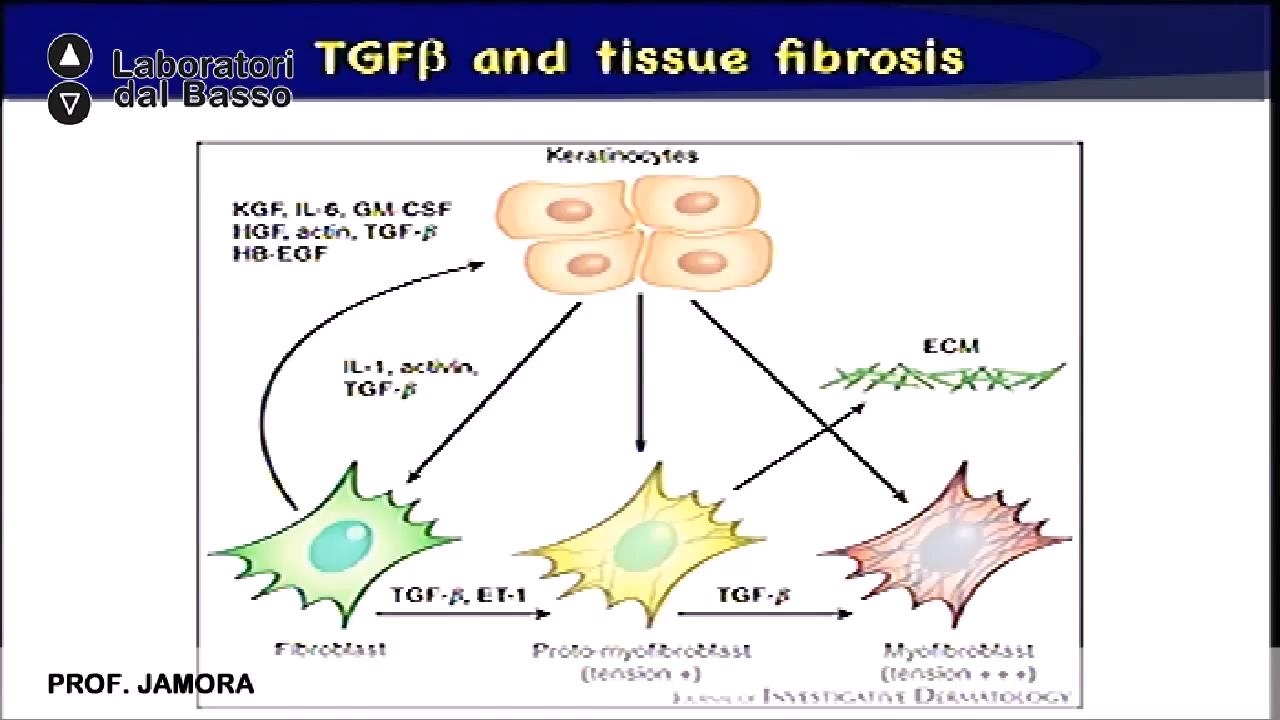 TGFβ and tissue fibrosis
Laboratori
dal Basso
Keratinocytes
KGF, IL-6, GM-CSF
HGF, actin, TGF-β
HB-EGF
IL-1, activin,
TGF-β
ECM
TGF-β, ET-1
TGF-β
Fibroblast
Proto-myofibroblast
(tension +)
Myofibroblast
(tension +++)
Journal of Investigative Dermatology
PROF. JAMORA